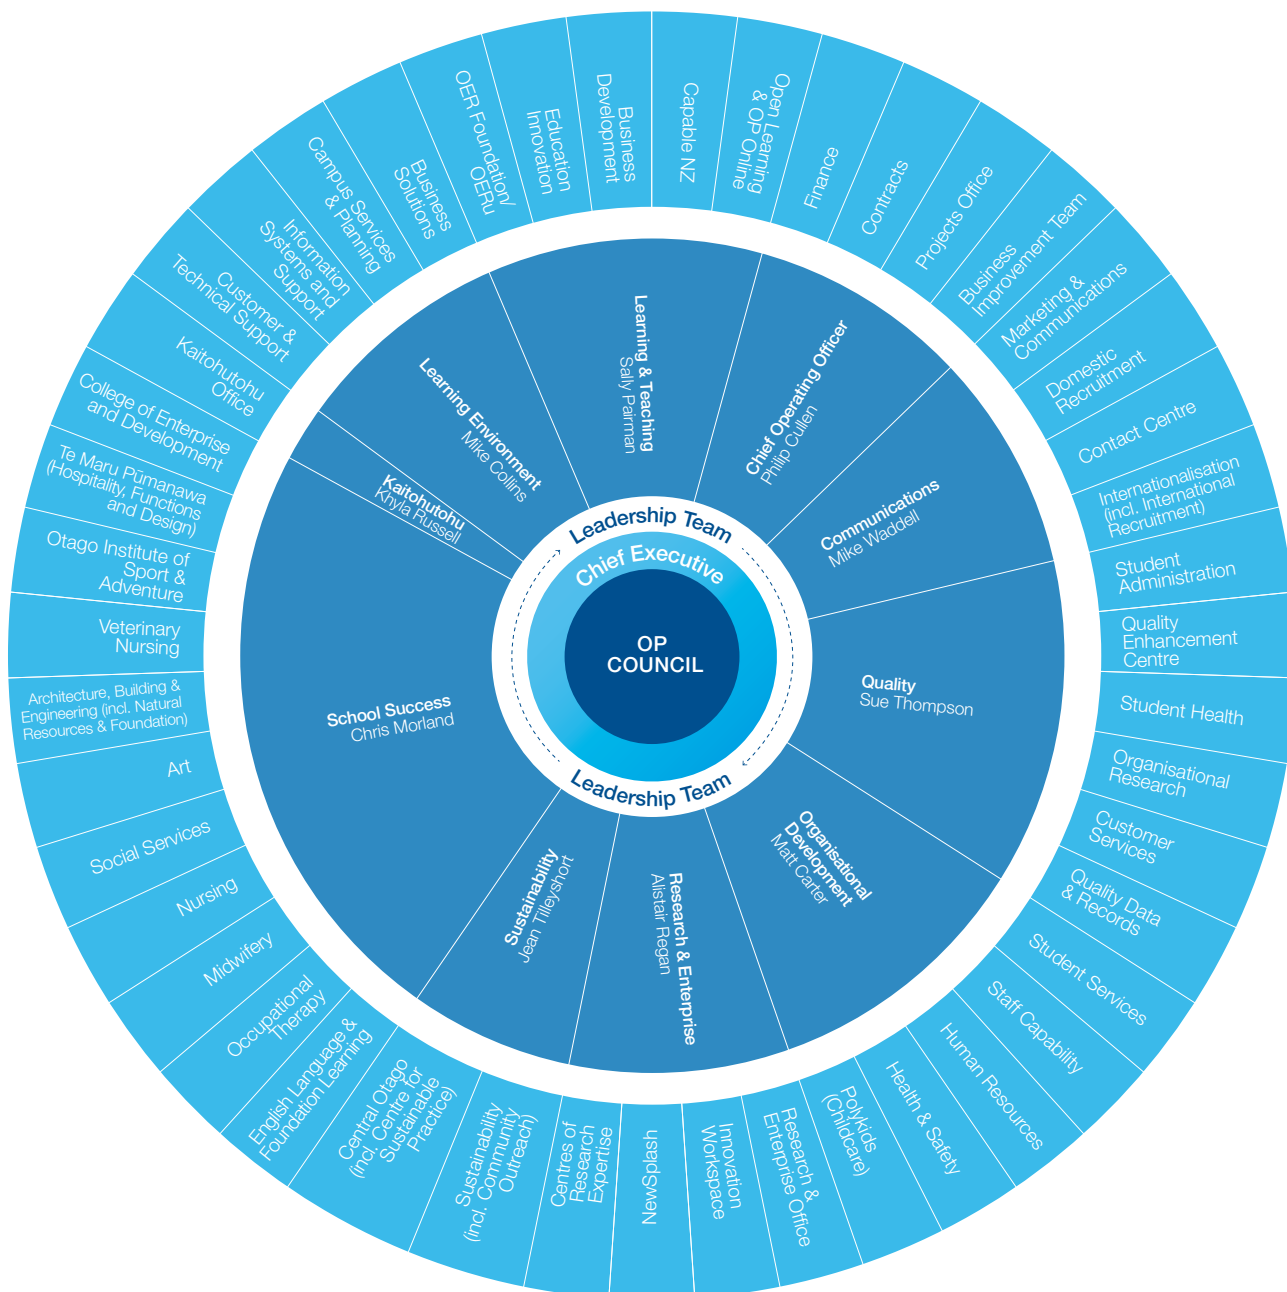 OP
COUNCIL
Chief Executive
Leadership Team
Leadership Team
Learning & Teaching
Sally Pairman
Chief Operating Officer
Philip Cullen
Communications
Mike Waddell
Quality
Sue Thompson
Organisational
Development
Matt Carter
Research & Enterprise
Alistair Regan
Sustainability
Jean Tilleyshort
School Success
Chris Morland
Kaitohutohu
Khyla Russell
Learning Environment
Mike Collins
Capable NZ
Open Learning
& OP Online
Finance
Contracts
Projects Office
Business
Improvement Team
Marketing &
Communications
Domestic
Recruitment
Contact Centre
Internationalisation
(incl. International
Recruitment)
Student
Administration
Quality
Enhancement
Centre
Student Health
Organisational
Research
Customer
Services
Quality Data
& Records
Student Services
Staff Capability
Human Resources
Health & Safety
Polykids
(Childcare)
Research &
Enterprise Office
Innovation
Workspace
NewSplash
Centres of
Research
Expertise
Sustainability
(incl. Community
Outreach)
Central Otago
(incl. Centre for
Sustainable
Practice)
English Language &
Foundation Learning
Occupational
Therapy
Midwifery
Nursing
Social Services
Art
Architecture, Building &
Engineering (incl. Natural
Resources & Foundation)
Veterinary
Nursing
Otago Institute of
Sport &
Adventure
Te Maru Pūmanawa
(Hospitality, Functions
and Design)
College of Enterprise
and Development
Kaitohutohu
Office
Customer &
Technical Support
Information
Systems and
Support
Campus Services
& Planning
Business
Solutions
OER Foundation/
OERu
Education
Innovation
Business
Development